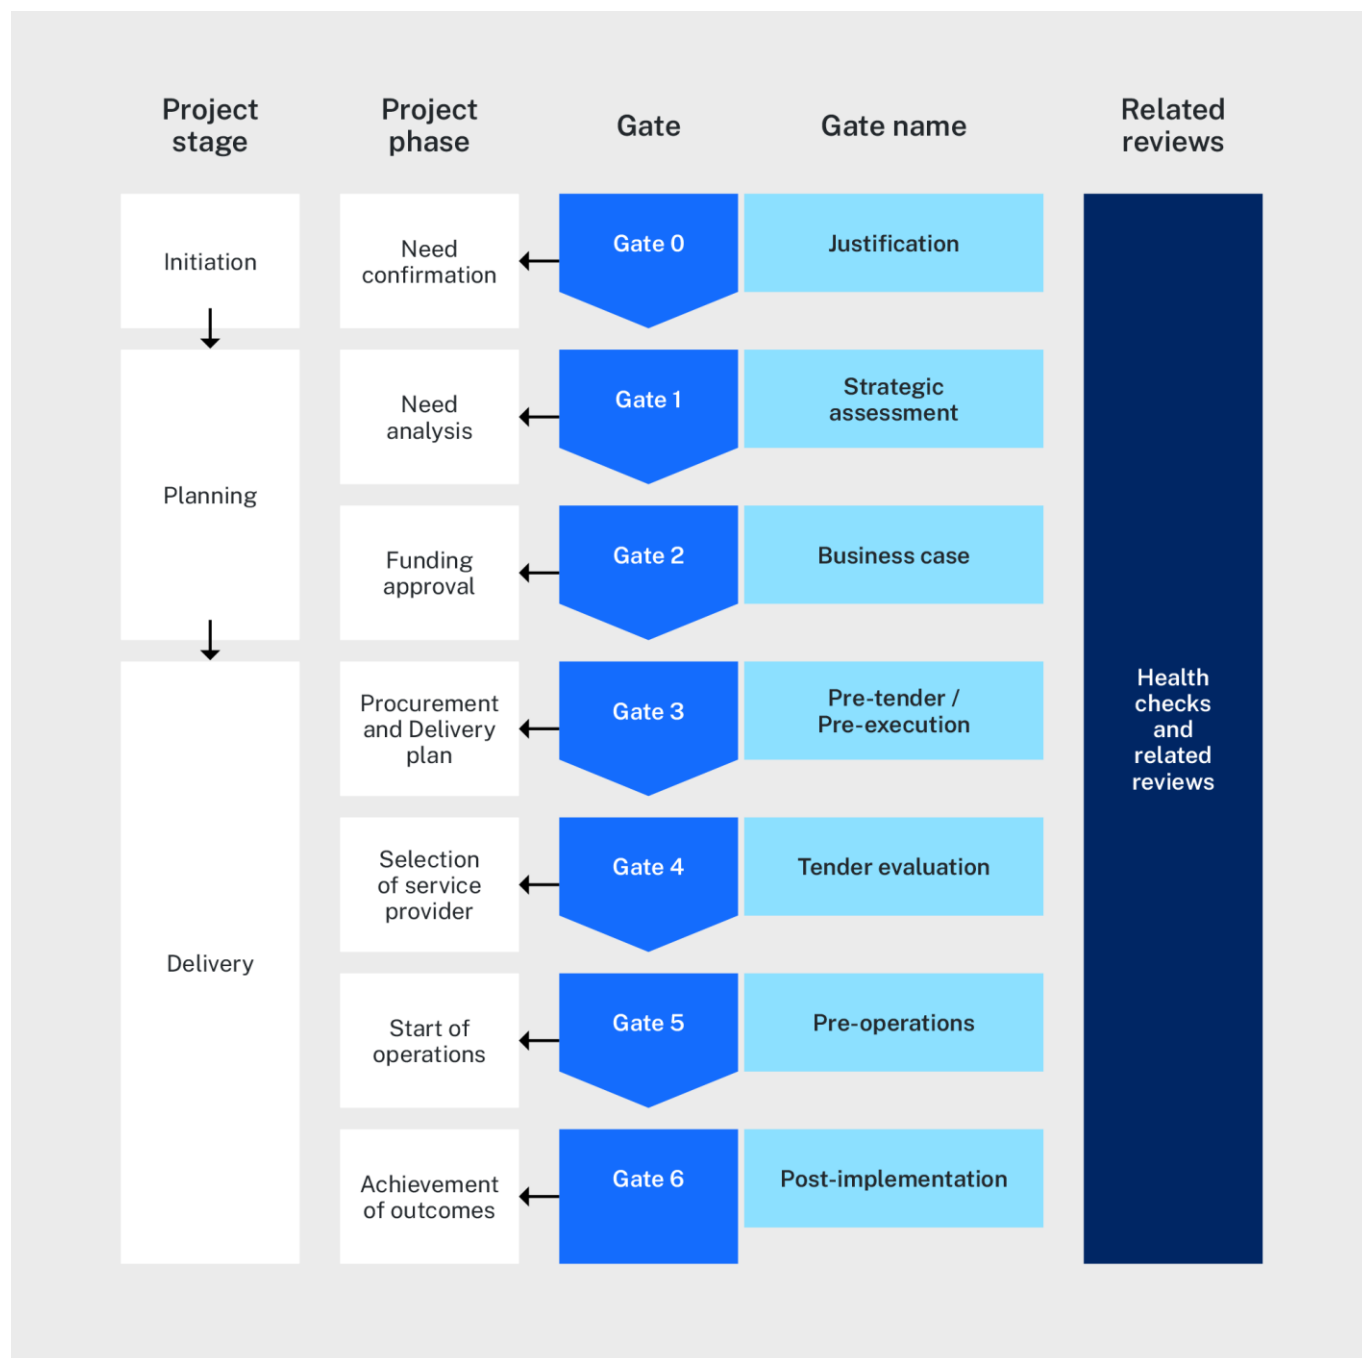 Project
stage
Project
phase
Gate
Gate name
Related
reviews
Initiation
Need
confirmation
Gate 0
Justification
Planning
Need
analysis
Gate 1
Strategic
assessment
Funding
approval
Gate 2
Business case
Delivery
Procurement
and Delivery
plan
Gate 3
Pre-tender /
Pre-execution
Selection
of service
provider
Gate 4
Tender evaluation
Start of
operations
Gate 5
Pre-operations
Achievement
of outcomes
Gate 6
Post-implementation
Health
checks
and
related
reviews